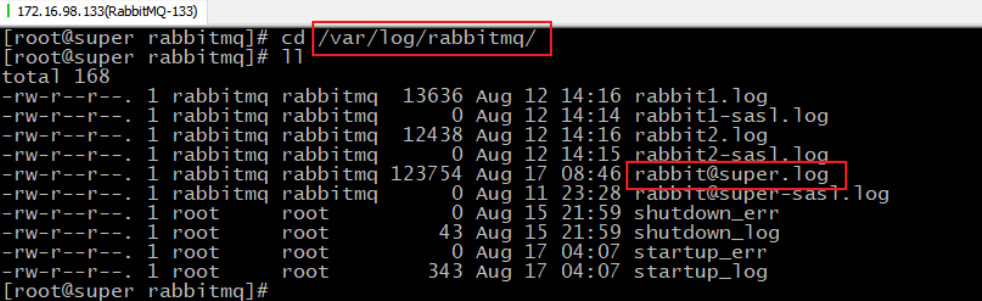 172.16.98.133(RabbitMQ-133)
[root@super rabbitmq]# cd /var/log/rabbitmq/
[root@super rabbitmq]# ll
total 168
-rw-r--r--. 1 rabbitmq rabbitmq  13636 Aug 12 14:16 rabbit1.log
-rw-r--r--. 1 rabbitmq rabbitmq      0 Aug 12 14:14 rabbit1-sasl.log
-rw-r--r--. 1 rabbitmq rabbitmq  12438 Aug 12 14:16 rabbit2.log
-rw-r--r--. 1 rabbitmq rabbitmq      0 Aug 12 14:15 rabbit2-sasl.log
-rw-r--r--. 1 rabbitmq rabbitmq 123754 Aug 17 08:46 rabbit@super.log
-rw-r--r--. 1 rabbitmq rabbitmq      0 Aug 11 23:28 rabbit@super-sasl.log
-rw-r--r--. 1 root     root          0 Aug 15 21:59 shutdown_err
-rw-r--r--. 1 root     root         43 Aug 15 21:59 shutdown_log
-rw-r--r--. 1 root     root          0 Aug 17 04:07 startup_err
-rw-r--r--. 1 root     root        343 Aug 17 04:07 startup_log
[root@super rabbitmq]#